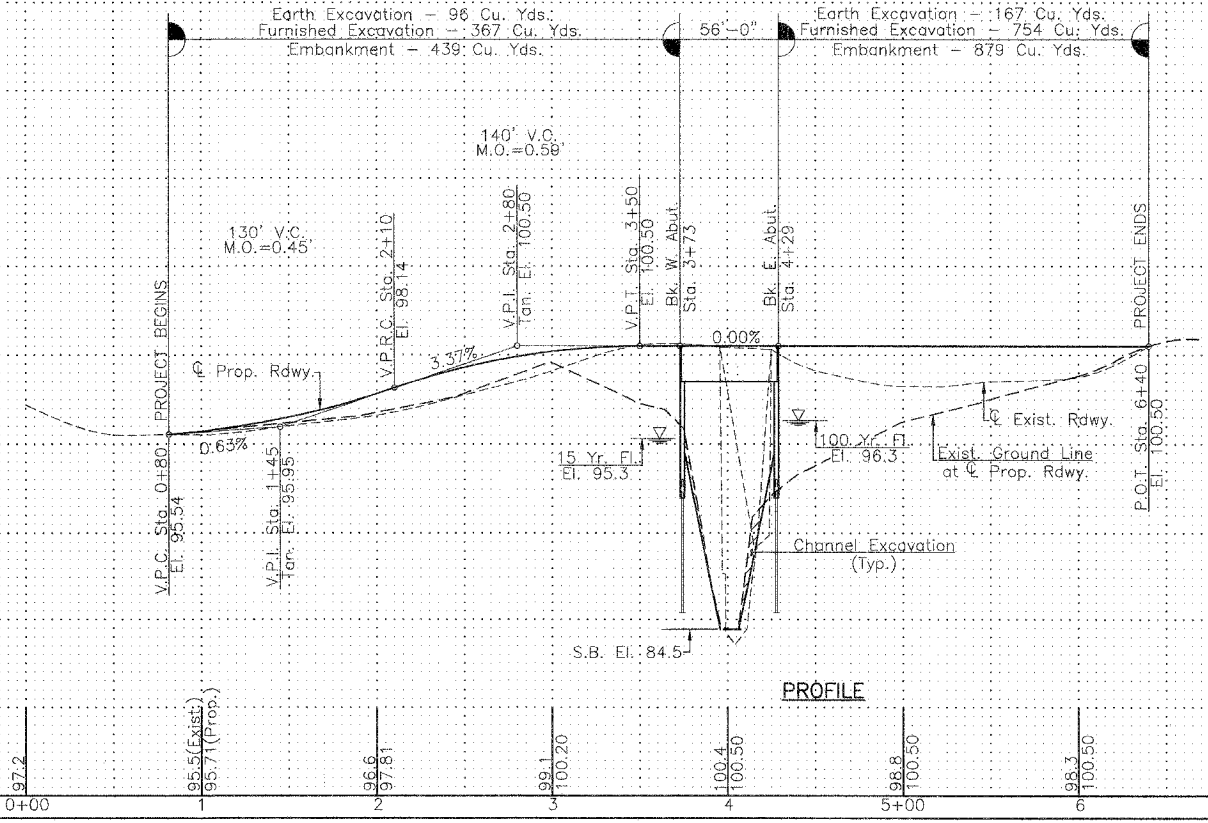 Earth Excavation - 96 Cu. Yds.
Furnished Excavation - 367 Cu. Yds.
Embankment - 439 Cu. Yds.
56'-0"
Earth Excavation - 167 Cu. Yds.
Furnished Excavation - 754 Cu. Yds.
Embankment - 879 Cu. Yds.
140' V.C.
M.O.=0.59'
130' V.C.
M.O.=0.45'
PROJECT BEGINS
V.P.C. Sta. 0+80
El. 95.54
V.P.I. Sta. 1+45
Tan. El. 95.95
V.P.R.C. Sta. 2+10
El. 98.14
V.P.I. Sta. 2+80
Tan. El. 100.50
V.P.T. Sta. 3+50
El. 100.50
Bk. W. Abut.
Sta. 3+73
Bk. E. Abut.
Sta. 4+29
PROJECT ENDS
P.O.T. Sta. 6+40
El. 100.50
℄ Prop. Rdwy.
0.63%
3.37%
0.00%
15 Yr. Fl.
El. 95.3
100 Yr. Fl.
El. 96.3
℄ Exist. Rdwy.
Exist. Ground Line
at ℄ Prop. Rdwy.
Channel Excavation
(Typ.)
S.B. El. 84.5
PROFILE
97.2
95.5(Exist.)
95.71(Prop.)
96.6
97.81
99.1
100.20
100.4
100.50
98.8
100.50
98.3
100.50
0+00 1 2 3 4 5+00 6